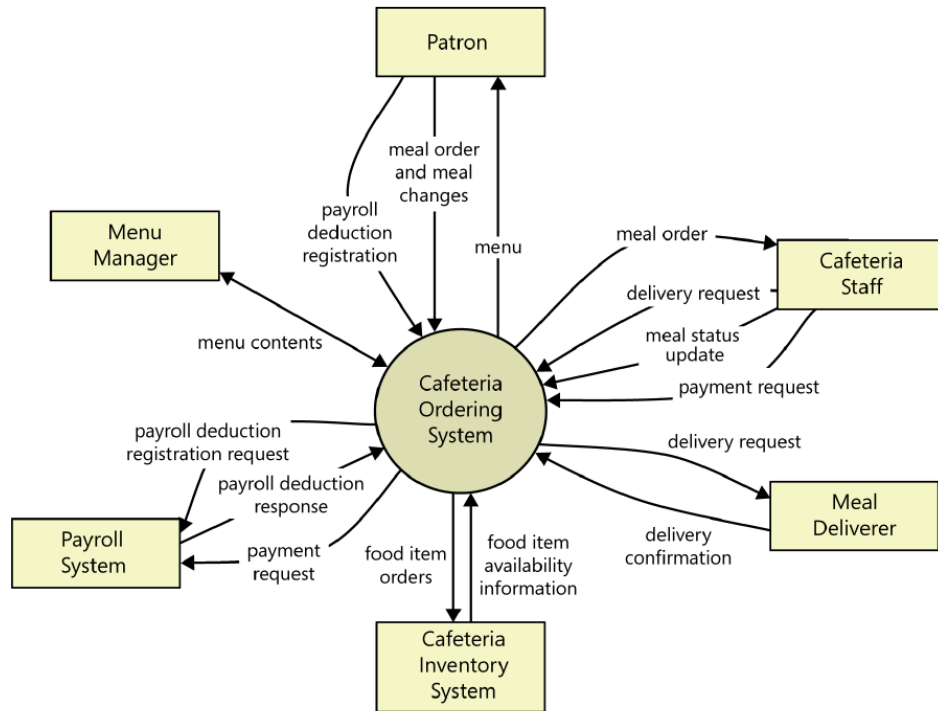 Patron
meal order
and meal
changes
payroll
deduction
registration
menu
Menu
Manager
menu contents
meal order
Cafeteria
Staff
delivery request
meal status
update
payment request
Cafeteria
Ordering
System
payroll deduction
registration request
payroll deduction
response
Payroll
System
payment
request
food item
orders
food item
availability
information
delivery request
Meal
Deliverer
delivery
confirmation
Cafeteria
Inventory
System